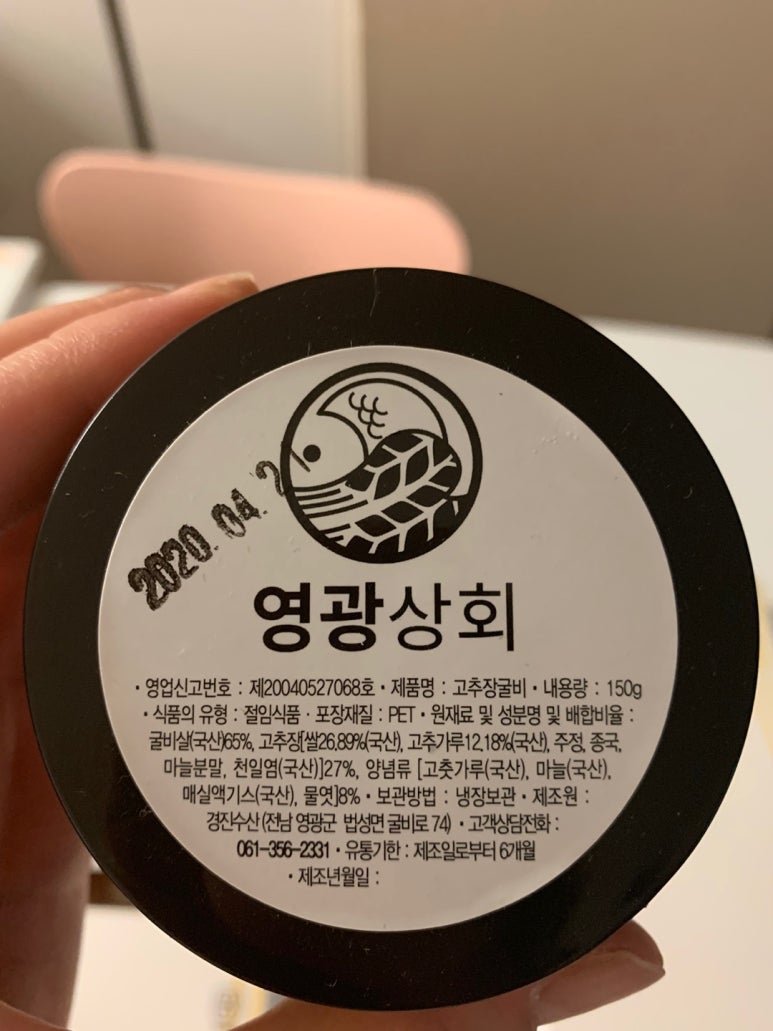 2020. 04. 21
영광상회
· 영업신고번호 : 제20040527068호 · 제품명 : 고추장굴비 · 내용량 : 150g
· 식품의 유형 : 절임식품 · 포장재질 : PET · 원재료 및 성분명 및 배합비율 :
굴비살(국산)65%, 고추장[쌀26.89%(국산), 고추가루12.18%(국산), 주정, 종국,
마늘분말, 천일염(국산)]27%, 양념류 [고춧가루(국산), 마늘(국산),
매실액기스(국산), 물엿]8% · 보관방법 : 냉장보관 · 제조원 :
경진수산 (전남 영광군 법성면 굴비로 74) · 고객상담전화 :
061-356-2331 · 유통기한 : 제조일로부터 6개월
· 제조년월일 :